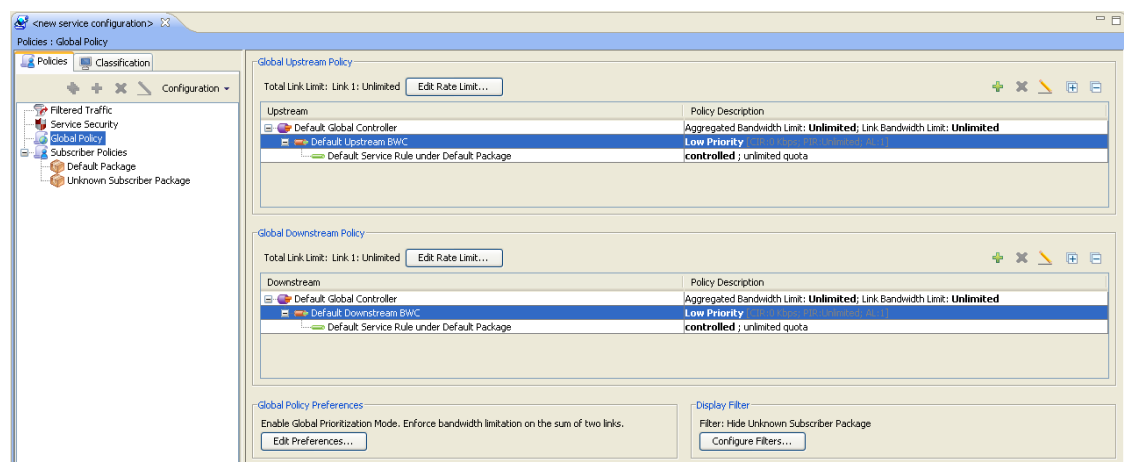 <new service configuration>
Policies : Global Policy
Policies
Classification
Configuration
Filtered Traffic
Service Security
Global Policy
Subscriber Policies
Default Package
Unknown Subscriber Package
Global Upstream Policy
Total Link Limit: Link 1: Unlimited Edit Rate Limit...
Upstream Policy Description
Default Global Controller Aggregated Bandwidth Limit: Unlimited; Link Bandwidth Limit: Unlimited
Default Upstream BWC Low Priority [CIR:0 Kbps; PIR:Unlimited; AL:1]
Default Service Rule under Default Package controlled ; unlimited quota
Global Downstream Policy
Total Link Limit: Link 1: Unlimited Edit Rate Limit...
Downstream Policy Description
Default Global Controller Aggregated Bandwidth Limit: Unlimited; Link Bandwidth Limit: Unlimited
Default Downstream BWC Low Priority [CIR:0 Kbps; PIR:Unlimited; AL:1]
Default Service Rule under Default Package controlled ; unlimited quota
Global Policy Preferences
Enable Global Prioritization Mode. Enforce bandwidth limitation on the sum of two links.
Edit Preferences...
Display Filter
Filter: Hide Unknown Subscriber Package
Configure Filters...